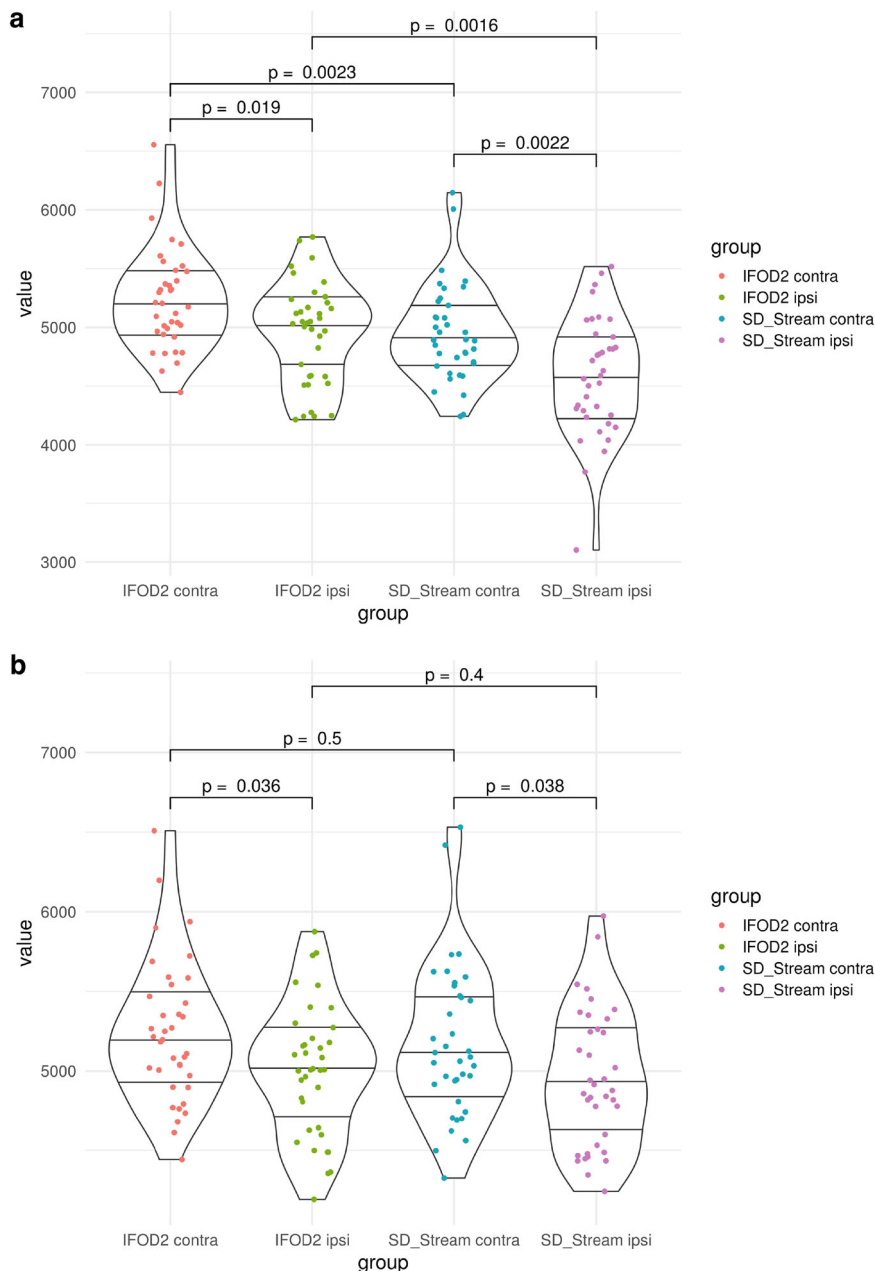 a
p = 0.0016
p = 0.0023
p = 0.019
p = 0.0022
7000
6000
5000
4000
3000
value
IFOD2 contra
IFOD2 ipsi
SD_Stream contra
SD_Stream ipsi
group
group
IFOD2 contra
IFOD2 ipsi
SD_Stream contra
SD_Stream ipsi
b
p = 0.4
p = 0.5
p = 0.036
p = 0.038
7000
6000
5000
value
IFOD2 contra
IFOD2 ipsi
SD_Stream contra
SD_Stream ipsi
group
group
IFOD2 contra
IFOD2 ipsi
SD_Stream contra
SD_Stream ipsi